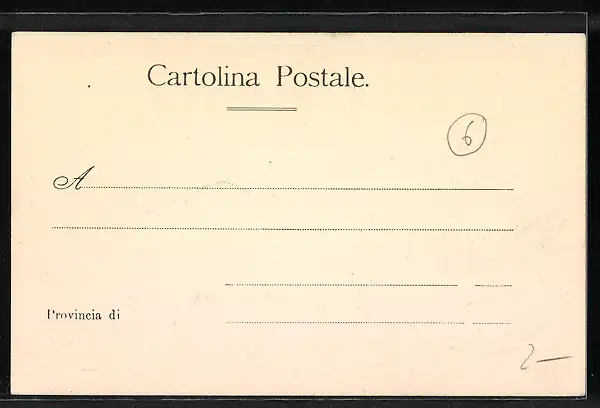 Cartolina Postale.
6
A
Provincia di
2—